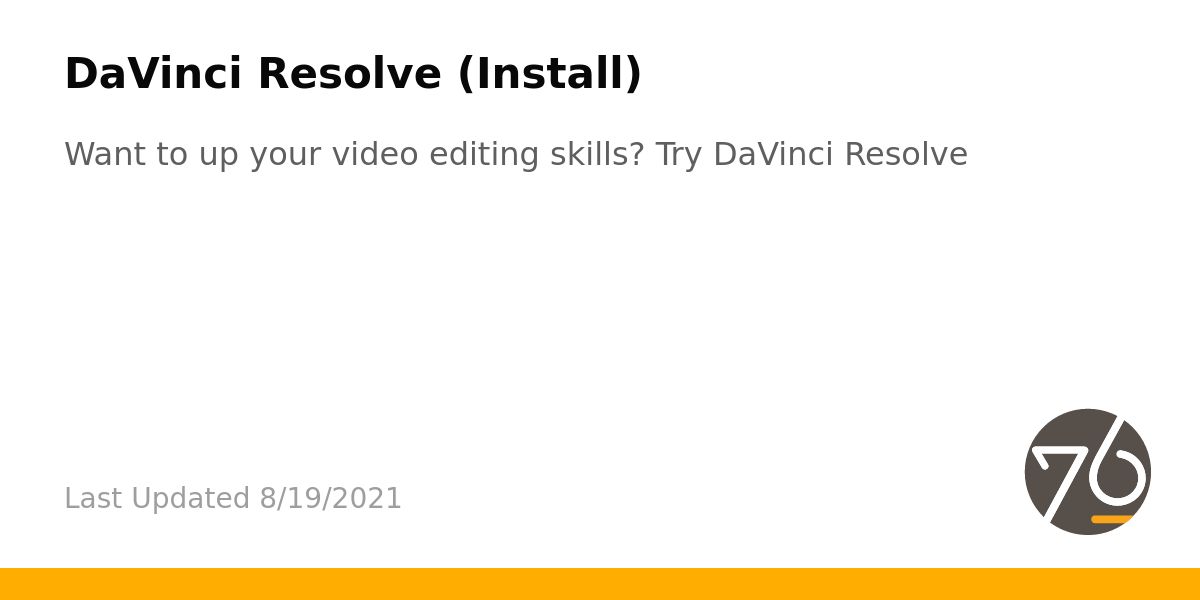 DaVinci Resolve (Install)
Want to up your video editing skills? Try DaVinci Resolve
Last Updated 8/19/2021
76